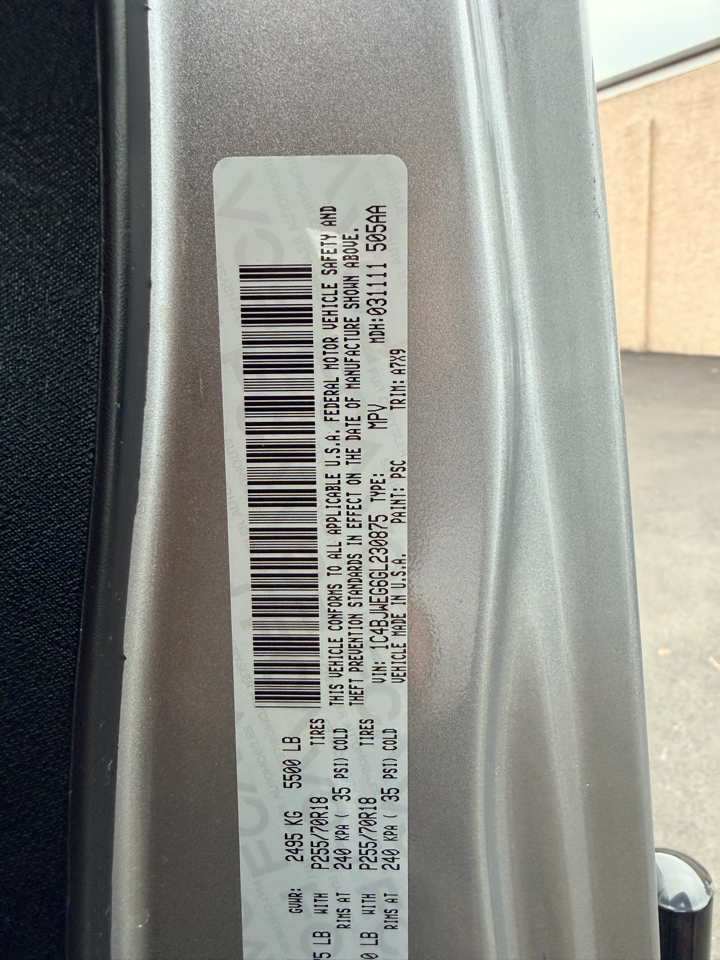 GVWR: 2495 KG 5500 LB
5 LB WITH P255/70R18 TIRES
RIMS AT 240 KPA ( 35 PSI) COLD
0 LB WITH P255/70R18 TIRES
RIMS AT 240 KPA ( 35 PSI) COLD
THIS VEHICLE CONFORMS TO ALL APPLICABLE U.S.A. FEDERAL MOTOR VEHICLE SAFETY AND
THEFT PREVENTION STANDARDS IN EFFECT ON THE DATE OF MANUFACTURE SHOWN ABOVE.
VIN: 1C4BJWEG6GL230875 TYPE: MPV MDH:031111 505AA
VEHICLE MADE IN U.S.A. PAINT: PSC TRIM: A7X9